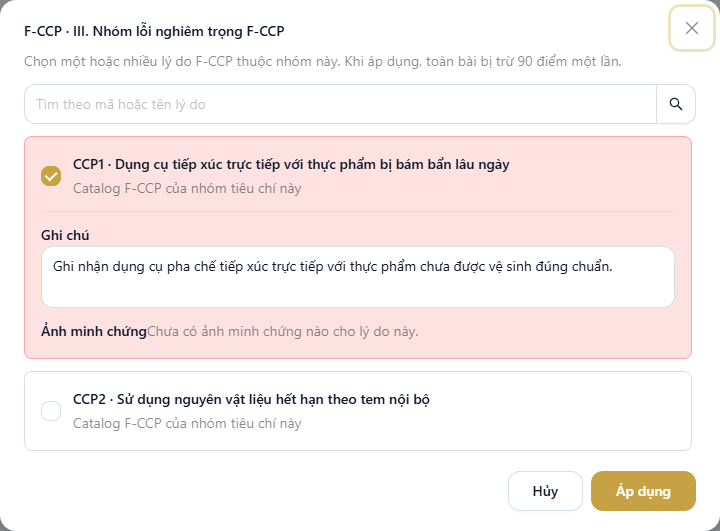 F-CCP · III. Nhóm lỗi nghiêm trọng F-CCP
Chọn một hoặc nhiều lý do F-CCP thuộc nhóm này. Khi áp dụng, toàn bài bị trừ 90 điểm một lần.
Tìm theo mã hoặc tên lý do
CCP1 · Dụng cụ tiếp xúc trực tiếp với thực phẩm bị bám bẩn lâu ngày
Catalog F-CCP của nhóm tiêu chí này
Ghi chú
Ghi nhận dụng cụ pha chế tiếp xúc trực tiếp với thực phẩm chưa được vệ sinh đúng chuẩn.
Ảnh minh chứngChưa có ảnh minh chứng nào cho lý do này.
CCP2 · Sử dụng nguyên vật liệu hết hạn theo tem nội bộ
Catalog F-CCP của nhóm tiêu chí này
Hủy Áp dụng